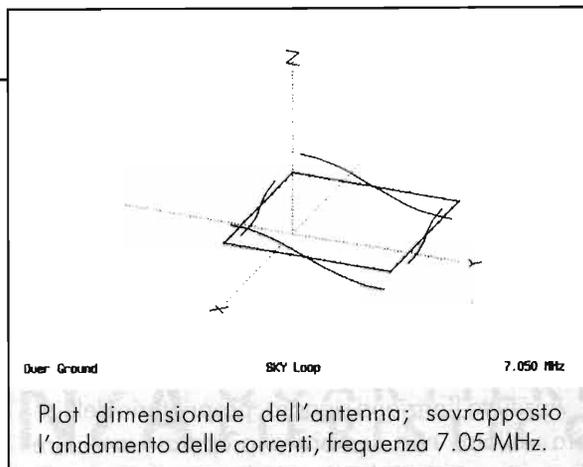 Z
Y
X
Over Ground SKY Loop 7.050 MHz
Plot dimensionale dell'antenna; sovrapposto
l'andamento delle correnti, frequenza 7.05 MHz.